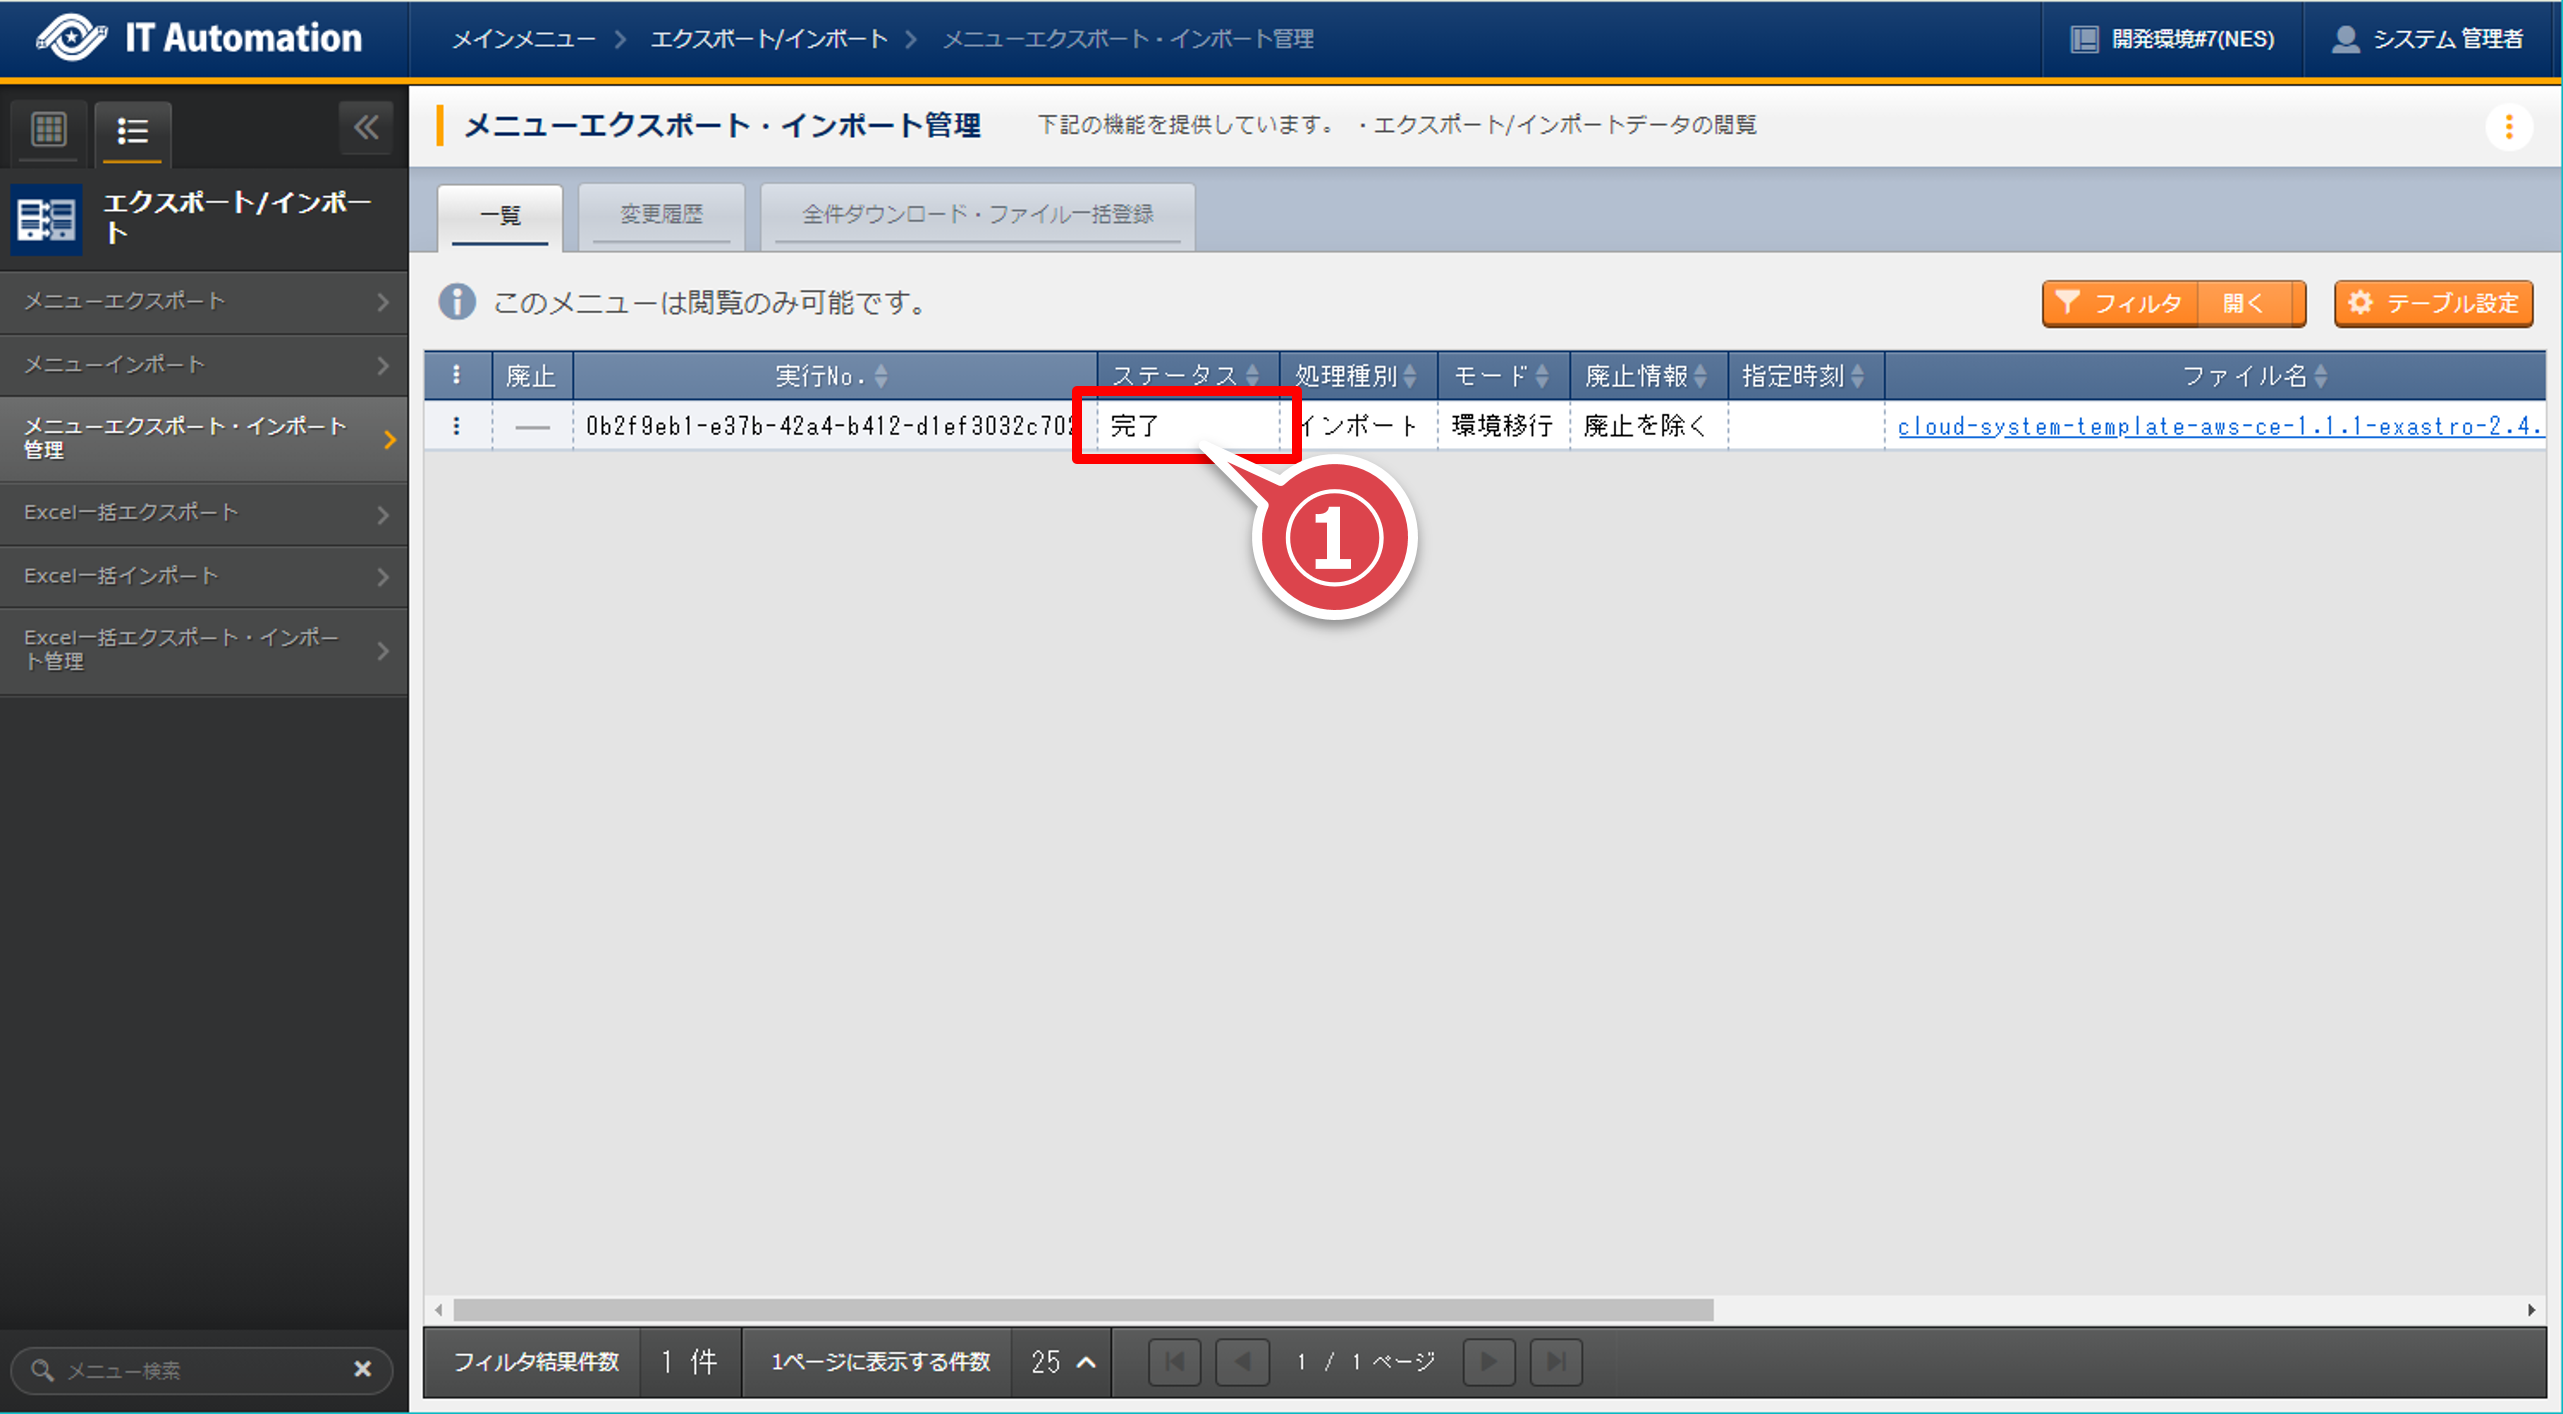 IT Automation
メインメニュー
エクスポート/インポート
メニューエクスポート・インポート管理
開発環境#7(NES)
システム 管理者
メニューエクスポート・インポート管理
下記の機能を提供しています。 ・エクスポート/インポートデータの閲覧
エクスポート/インポー
ト
一覧
変更履歴
全件ダウンロード・ファイル一括登録
メニューエクスポート
メニューインポート
メニューエクスポート・インポート
管理
Excel一括エクスポート
Excel一括インポート
Excel一括エクスポート・インポー
ト管理
このメニューは閲覧のみ可能です。
フィルタ
開く
テーブル設定
廃止
実行No.
ステータス
処理種別
モード
廃止情報
指定時刻
ファイル名
0b2f9eb1-e37b-42a4-b412-d1ef3032c702
完了
インポート
環境移行
廃止を除く
cloud-system-template-aws-ce-1.1.1-exastro-2.4.
1
メニュー検索
フィルタ結果件数
1 件
1ページに表示する件数
25
1 / 1 ページ